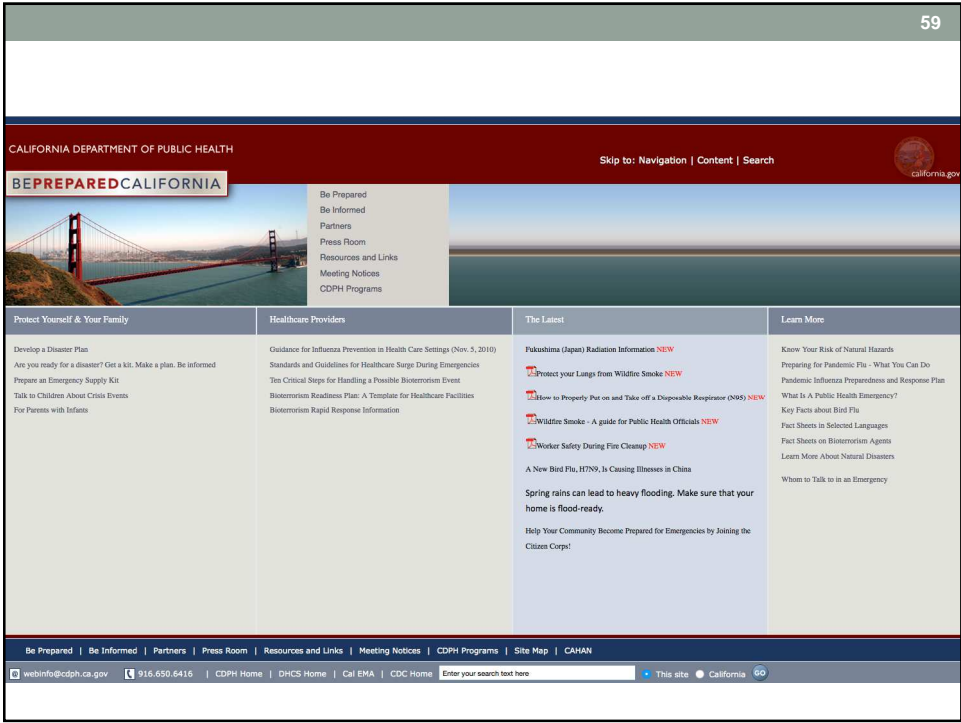 59
CALIFORNIA DEPARTMENT OF PUBLIC HEALTH
Skip to: Navigation | Content | Search
california.gov
BEPREPAREDCALIFORNIA
Be Prepared
Be Informed
Partners
Press Room
Resources and Links
Meeting Notices
CDPH Programs
Protect Yourself & Your Family
Develop a Disaster Plan
Are you ready for a disaster? Get a kit. Make a plan. Be informed
Prepare an Emergency Supply Kit
Talk to Children About Crisis Events
For Parents with Infants
Healthcare Providers
Guidance for Influenza Prevention in Health Care Settings (Nov. 5, 2010)
Standards and Guidelines for Healthcare Surge During Emergencies
Ten Critical Steps for Handling a Possible Bioterrorism Event
Bioterrorism Readiness Plan: A Template for Healthcare Facilities
Bioterrorism Rapid Response Information
The Latest
Fukushima (Japan) Radiation Information NEW
Protect your Lungs from Wildfire Smoke NEW
How to Properly Put on and Take off a Disposable Respirator (N95) NEW
Wildfire Smoke - A guide for Public Health Officials NEW
Worker Safety During Fire Cleanup NEW
A New Bird Flu, H7N9, Is Causing Illnesses in China
Spring rains can lead to heavy flooding. Make sure that your
home is flood-ready.
Help Your Community Become Prepared for Emergencies by Joining the
Citizen Corps!
Learn More
Know Your Risk of Natural Hazards
Preparing for Pandemic Flu - What You Can Do
Pandemic Influenza Preparedness and Response Plan
What Is A Public Health Emergency?
Key Facts about Bird Flu
Fact Sheets in Selected Languages
Fact Sheets on Bioterrorism Agents
Learn More About Natural Disasters
Whom to Talk to in an Emergency
Be Prepared | Be Informed | Partners | Press Room | Resources and Links | Meeting Notices | CDPH Programs | Site Map | CAHAN
webinfo@cdph.ca.gov 916.650.6416 | CDPH Home | DHCS Home | Cal EMA | CDC Home Enter your search text here This site California GO